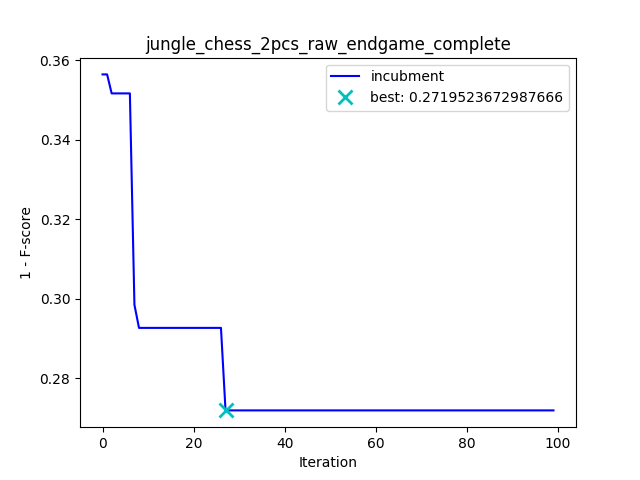 jungle_chess_2pcs_raw_endgame_complete
incubment
best: 0.2719523672987666
1 - F-score
0.36
0.34
0.32
0.30
0.28
0 20 40 60 80 100
Iteration